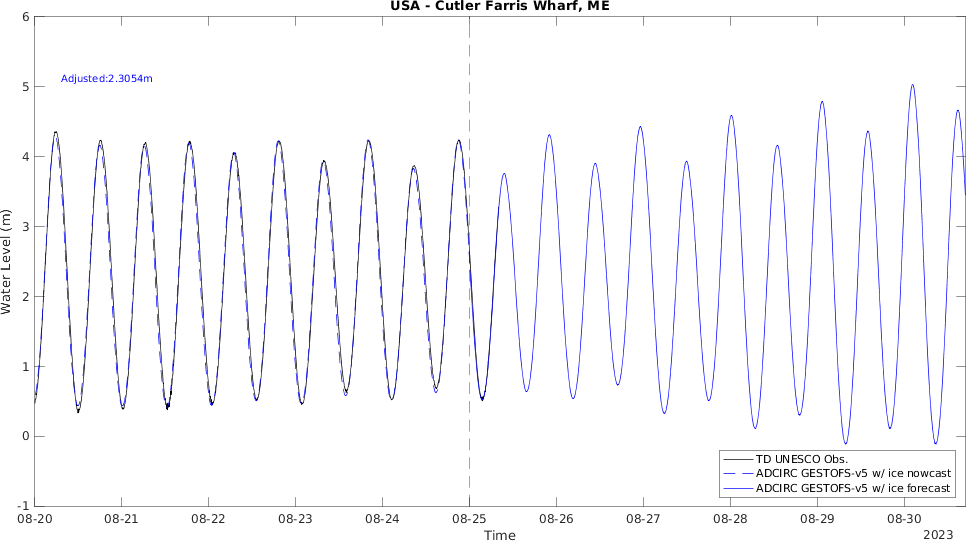 USA - Cutler Farris Wharf, ME
6
5
4
3
2
1
0
-1
Water Level (m)
Adjusted:2.3054m
TD UNESCO Obs.
ADCIRC GESTOFS-v5 w/ ice nowcast
ADCIRC GESTOFS-v5 w/ ice forecast
08-20 08-21 08-22 08-23 08-24 08-25 08-26 08-27 08-28 08-29 08-30
Time
2023